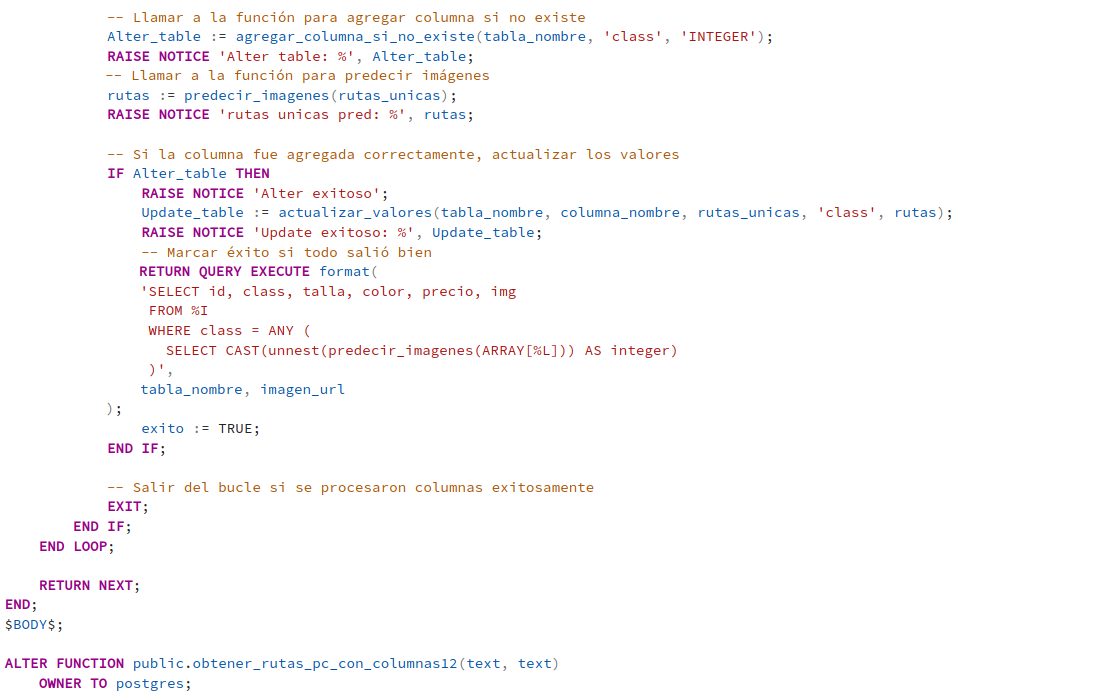 -- Llamar a la función para agregar columna si no existe
Alter_table := agregar_columna_si_no_existe(tabla_nombre, 'class', 'INTEGER');
RAISE NOTICE 'Alter table: %', Alter_table;
-- Llamar a la función para predecir imágenes
rutas := predecir_imagenes(rutas_unicas);
RAISE NOTICE 'rutas unicas pred: %', rutas;
-- Si la columna fue agregada correctamente, actualizar los valores
IF Alter_table THEN
RAISE NOTICE 'Alter exitoso';
Update_table := actualizar_valores(tabla_nombre, columna_nombre, rutas_unicas, 'class', rutas);
RAISE NOTICE 'Update exitoso: %', Update_table;
-- Marcar éxito si todo salió bien
RETURN QUERY EXECUTE format(
'SELECT id, class, talla, color, precio, img
FROM %I
WHERE class = ANY (
SELECT CAST(unnest(predecir_imagenes(ARRAY[%L])) AS integer)
)',
tabla_nombre, imagen_url
);
exito := TRUE;
END IF;
-- Salir del bucle si se procesaron columnas exitosamente
EXIT;
END IF;
END LOOP;
RETURN NEXT;
END;
$BODY$;
ALTER FUNCTION public.obtener_rutas_pc_con_columnas12(text, text)
OWNER TO postgres;